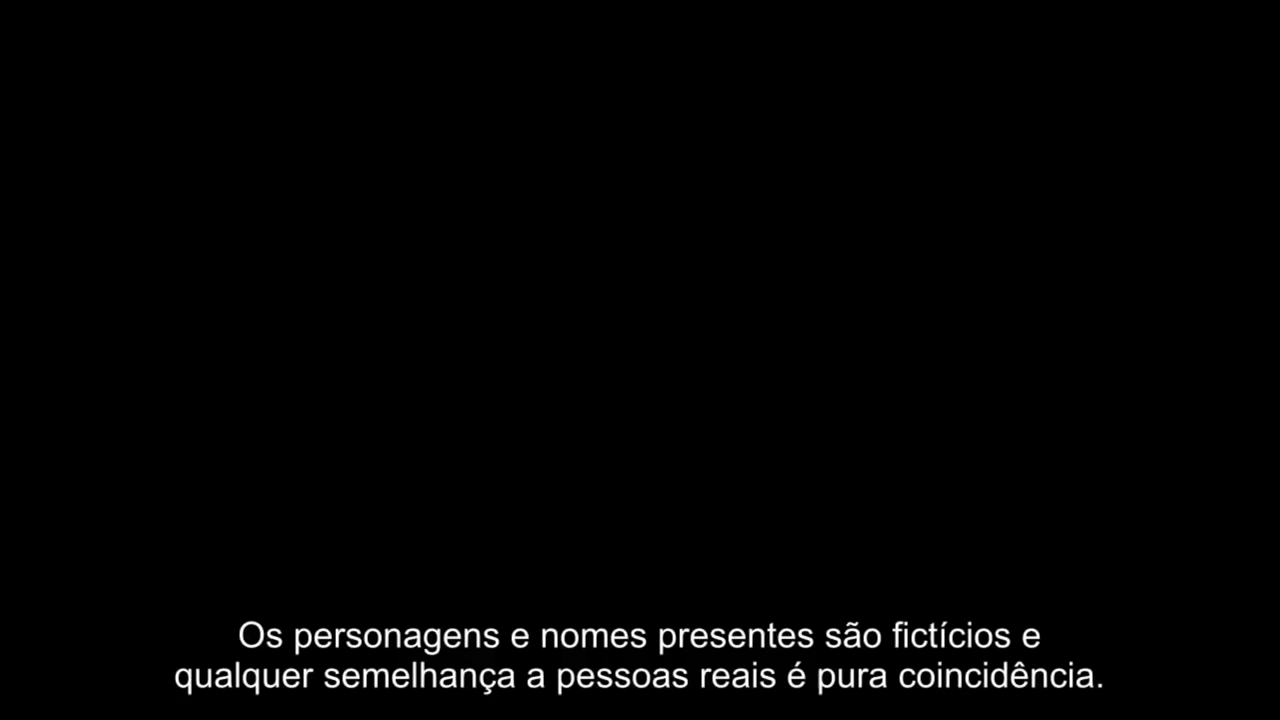 Os personagens e nomes presentes são fictícios e
qualquer semelhança a pessoas reais é pura coincidência.